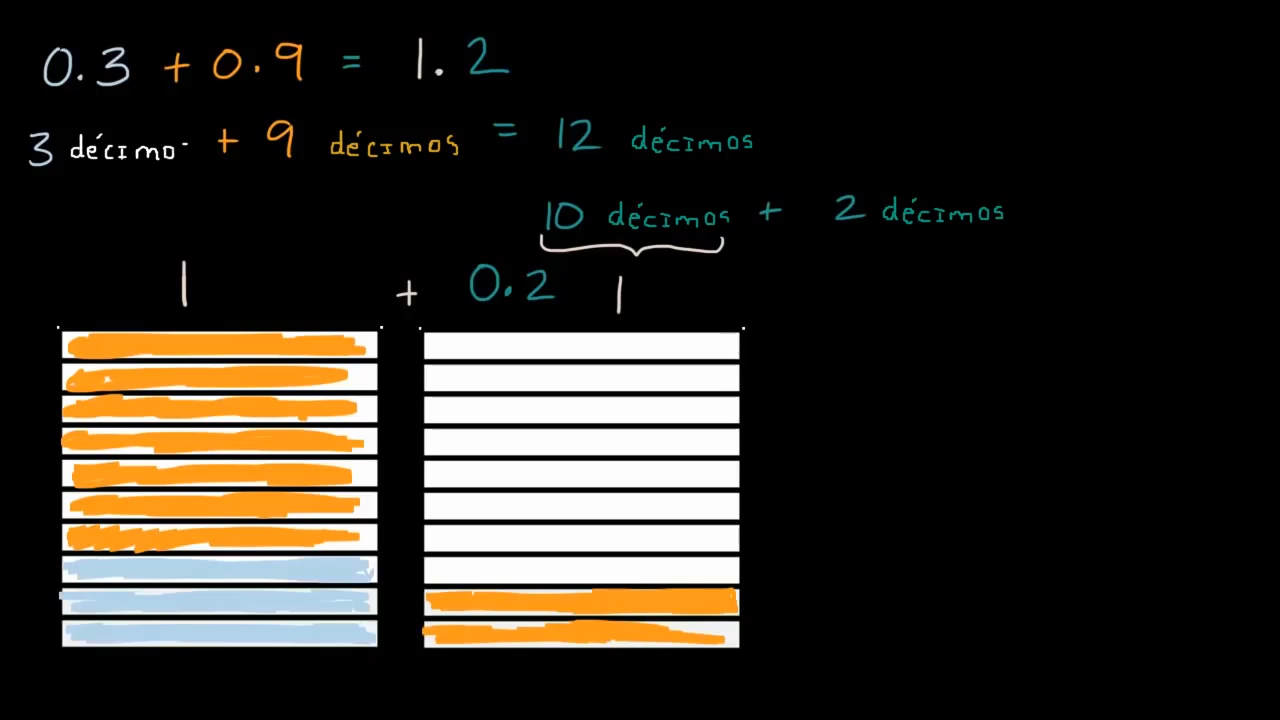 0.3 + 0.9 = 1.2
3 décimo + 9 décimos = 12 décimos
10 décimos + 2 décimos
1 + 0.2 1